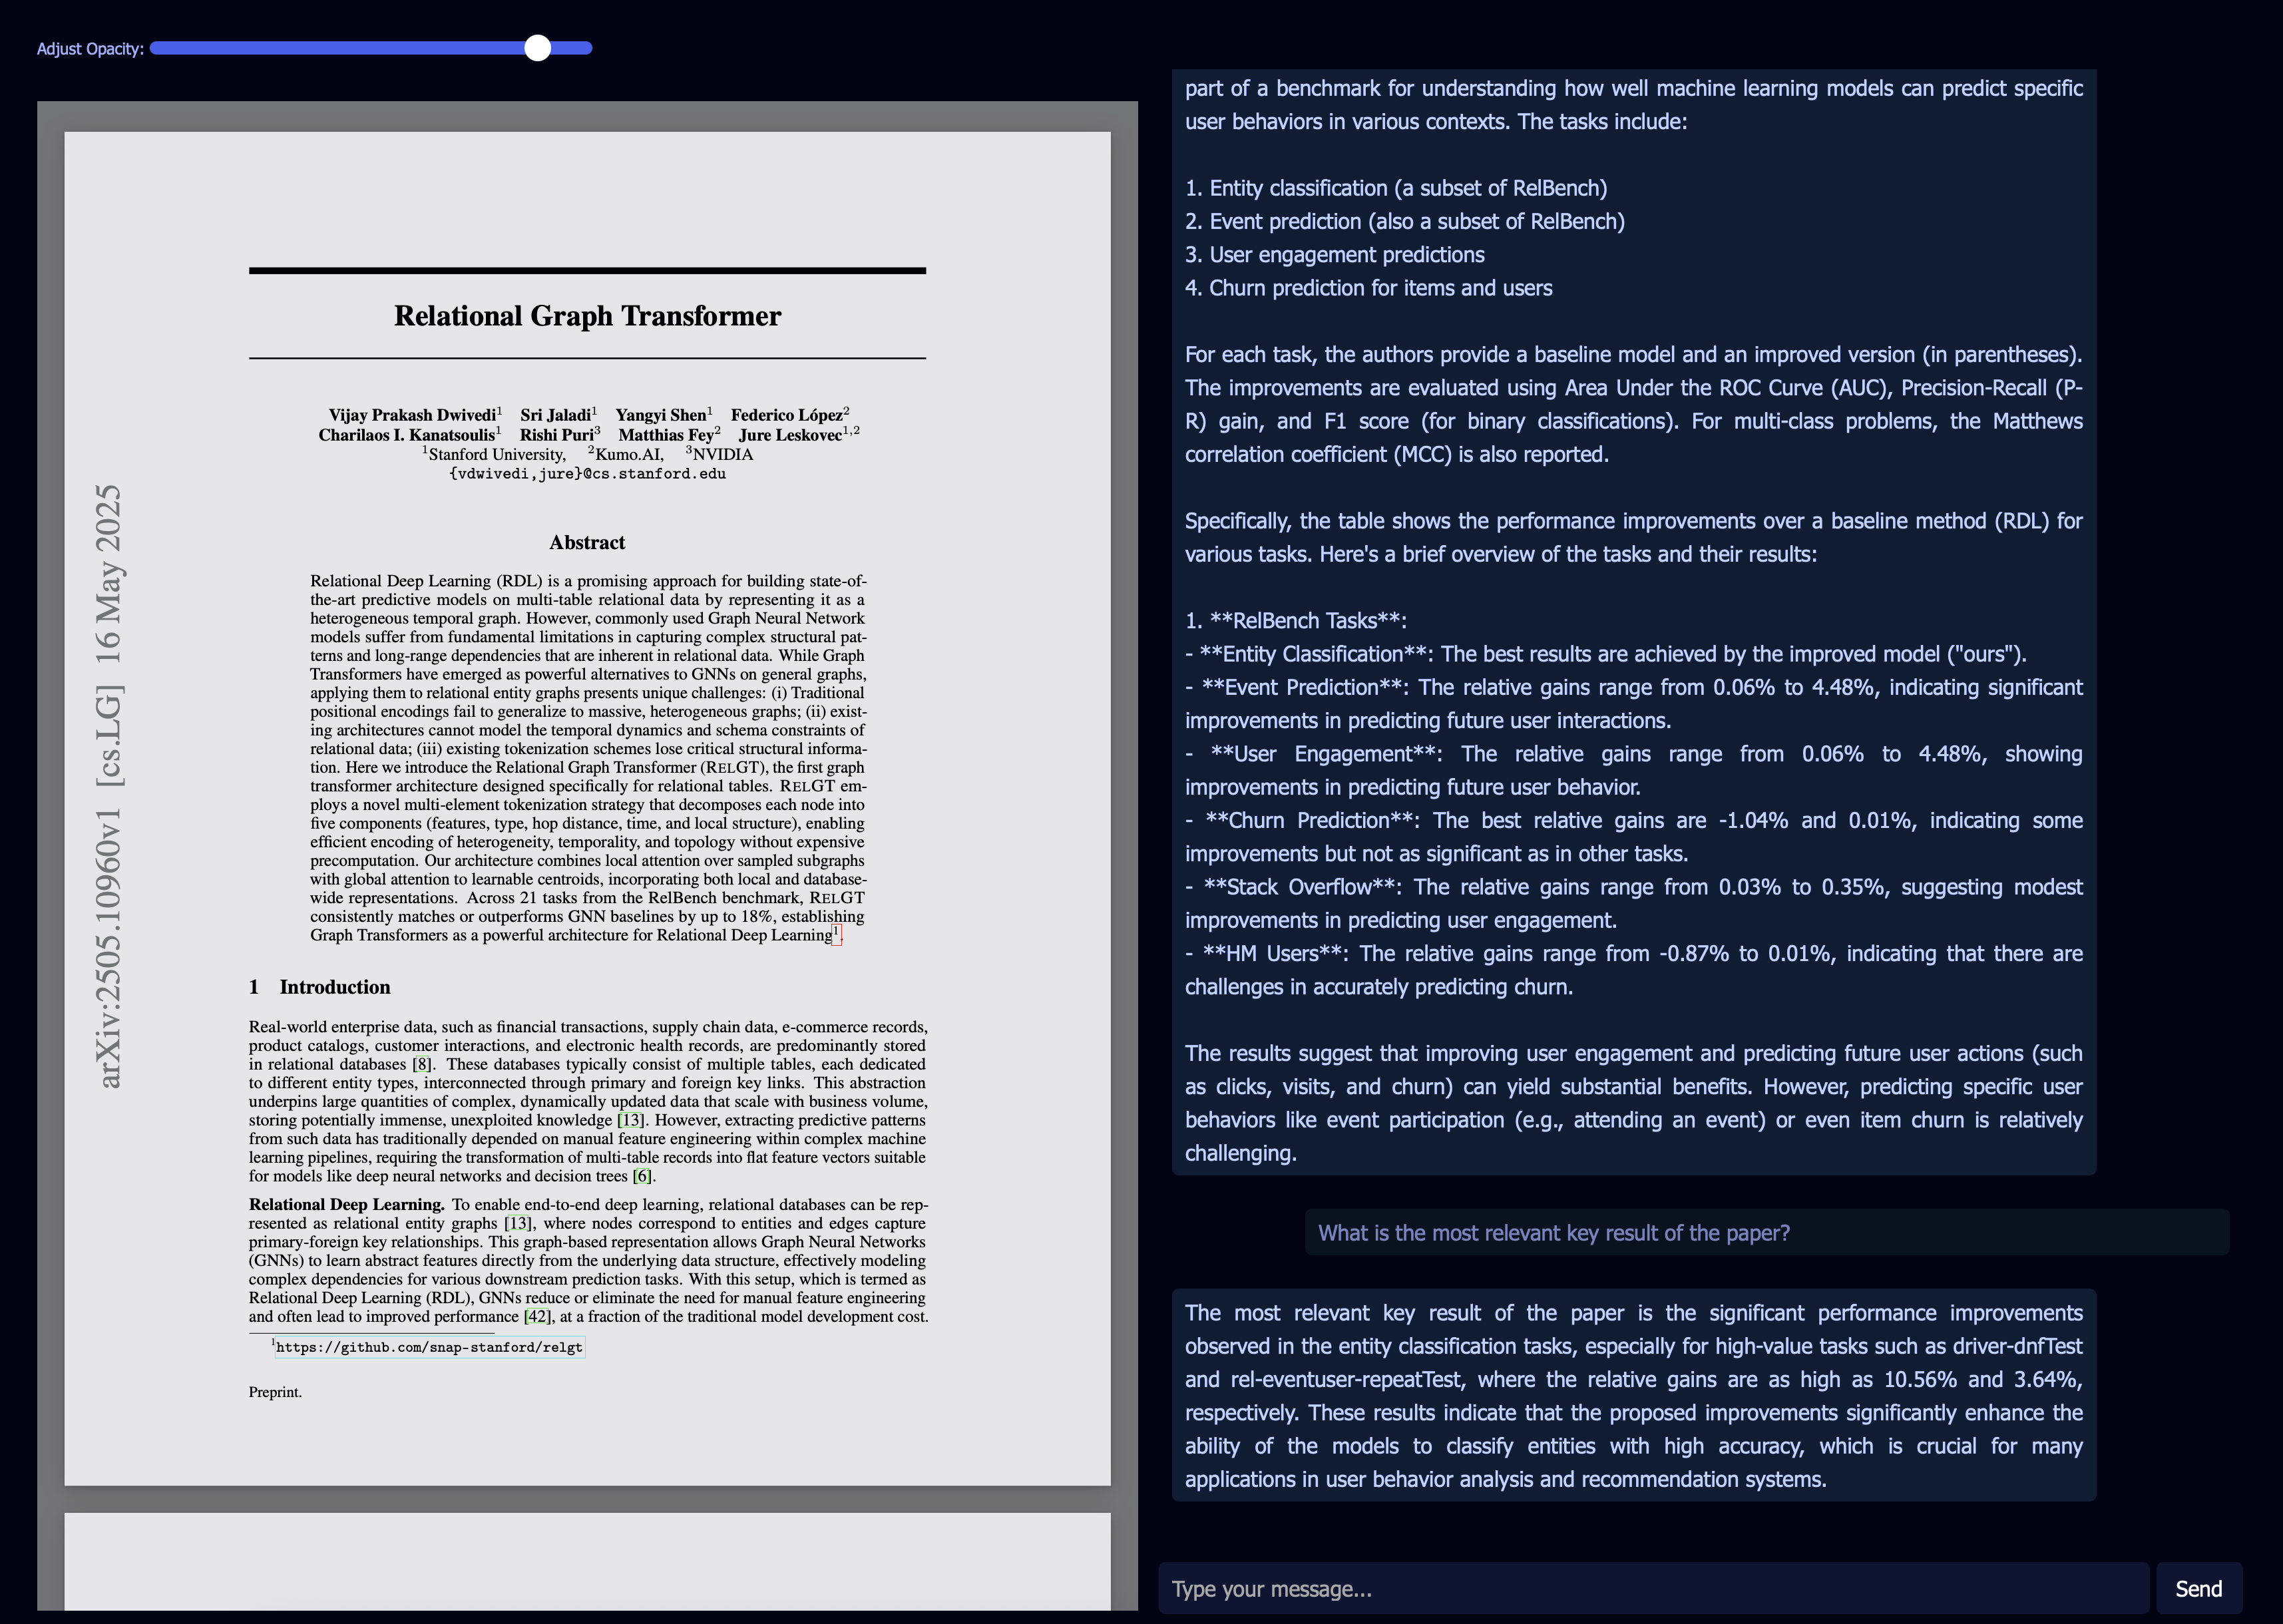 Adjust Opacity:
arXiv:2505.10960v1 [cs.LG] 16 May 2025
Relational Graph Transformer
Vijay Prakash Dwivedi1 Sri Jaladi1 Yangyi Shen1 Federico López2
Charilaos I. Kanatsoulis1 Rishi Puri3 Matthias Fey2 Jure Leskovec1,2
1Stanford University, 2Kumo.AI, 3NVIDIA
{vdwivedi,jure}@cs.stanford.edu
Abstract
Relational Deep Learning (RDL) is a promising approach for building state-of-
the-art predictive models on multi-table relational data by representing it as a
heterogeneous temporal graph. However, commonly used Graph Neural Network
models suffer from fundamental limitations in capturing complex structural pat-
terns and long-range dependencies that are inherent in relational data. While Graph
Transformers have emerged as powerful alternatives to GNNs on general graphs,
applying them to relational entity graphs presents unique challenges: (i) Traditional
positional encodings fail to generalize to massive, heterogeneous graphs; (ii) exist-
ing architectures cannot model the temporal dynamics and schema constraints of
relational data; (iii) existing tokenization schemes lose critical structural informa-
tion. Here we introduce the Relational Graph Transformer (RELGT), the first graph
transformer architecture designed specifically for relational tables. RELGT em-
ploys a novel multi-element tokenization strategy that decomposes each node into
five components (features, type, hop distance, time, and local structure), enabling
efficient encoding of heterogeneity, temporality, and topology without expensive
precomputation. Our architecture combines local attention over sampled subgraphs
with global attention to learnable centroids, incorporating both local and database-
wide representations. Across 21 tasks from the RelBench benchmark, RELGT
consistently matches or outperforms GNN baselines by up to 18%, establishing
Graph Transformers as a powerful architecture for Relational Deep Learning1.
1 Introduction
Real-world enterprise data, such as financial transactions, supply chain data, e-commerce records,
product catalogs, customer interactions, and electronic health records, are predominantly stored
in relational databases [8]. These databases typically consist of multiple tables, each dedicated
to different entity types, interconnected through primary and foreign key links. This abstraction
underpins large quantities of complex, dynamically updated data that scale with business volume,
storing potentially immense, unexploited knowledge [13]. However, extracting predictive patterns
from such data has traditionally depended on manual feature engineering within complex machine
learning pipelines, requiring the transformation of multi-table records into flat feature vectors suitable
for models like deep neural networks and decision trees [6].
Relational Deep Learning. To enable end-to-end deep learning, relational databases can be rep-
resented as relational entity graphs [13], where nodes correspond to entities and edges capture
primary-foreign key relationships. This graph-based representation allows Graph Neural Networks
(GNNs) to learn abstract features directly from the underlying data structure, effectively modeling
complex dependencies for various downstream prediction tasks. With this setup, which is termed as
Relational Deep Learning (RDL), GNNs reduce or eliminate the need for manual feature engineering
and often lead to improved performance [42], at a fraction of the traditional model development cost.
1https://github.com/snap-stanford/relgt
Preprint.
part of a benchmark for understanding how well machine learning models can predict specific
user behaviors in various contexts. The tasks include:
1. Entity classification (a subset of RelBench)
2. Event prediction (also a subset of RelBench)
3. User engagement predictions
4. Churn prediction for items and users
For each task, the authors provide a baseline model and an improved version (in parentheses).
The improvements are evaluated using Area Under the ROC Curve (AUC), Precision-Recall (P-
R) gain, and F1 score (for binary classifications). For multi-class problems, the Matthews
correlation coefficient (MCC) is also reported.
Specifically, the table shows the performance improvements over a baseline method (RDL) for
various tasks. Here's a brief overview of the tasks and their results:
1. **RelBench Tasks**:
- **Entity Classification**: The best results are achieved by the improved model ("ours").
- **Event Prediction**: The relative gains range from 0.06% to 4.48%, indicating significant
improvements in predicting future user interactions.
- **User Engagement**: The relative gains range from 0.06% to 4.48%, showing
improvements in predicting future user behavior.
- **Churn Prediction**: The best relative gains are -1.04% and 0.01%, indicating some
improvements but not as significant as in other tasks.
- **Stack Overflow**: The relative gains range from 0.03% to 0.35%, suggesting modest
improvements in predicting user engagement.
- **HM Users**: The relative gains range from -0.87% to 0.01%, indicating that there are
challenges in accurately predicting churn.
The results suggest that improving user engagement and predicting future user actions (such
as clicks, visits, and churn) can yield substantial benefits. However, predicting specific user
behaviors like event participation (e.g., attending an event) or even item churn is relatively
challenging.
What is the most relevant key result of the paper?
The most relevant key result of the paper is the significant performance improvements
observed in the entity classification tasks, especially for high-value tasks such as driver-dnfTest
and rel-eventuser-repeatTest, where the relative gains are as high as 10.56% and 3.64%,
respectively. These results indicate that the proposed improvements significantly enhance the
ability of the models to classify entities with high accuracy, which is crucial for many
applications in user behavior analysis and recommendation systems.
Type your message...
Send